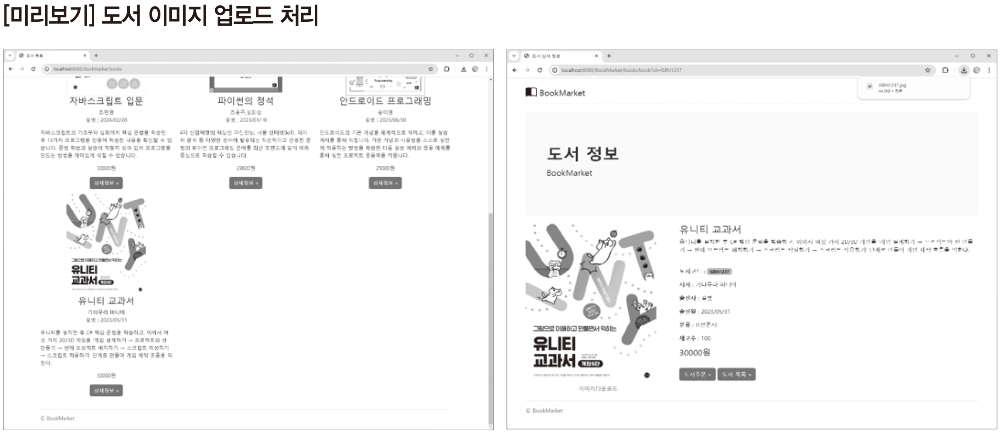 [미리보기] 도서 이미지 업로드 처리
도서 목록
localhost:8080/BookMarket/books
Programming
자바스크립트 입문
조현영
길벗 | 2024/02/20
자바스크립트의 기초부터 심화까지 핵심 문법을 학습한
후 12가지 프로그램을 만들며 학습한 내용을 확인할 수 있
습니다. 문법 학습과 실습이 적절히 섞여 있어 프로그램을
만드는 방법을 재미있게 익힐 수 있습니다.
30000원
상세정보 »
파이썬의 정석
조용주,임좌상
길벗 | 2023/01/10
4차 산업혁명의 핵심인 머신러닝, 사물 인터넷(IoT), 데이
터 분석 등 다양한 분야에 활용되는 직관적이고 간결한 문
법의 파이썬 프로그래밍 언어를 최신 트렌드에 맞게 예제
중심으로 학습할 수 있습니다.
29800원
상세정보 »
안드로이드 프로그래밍
송미영
길벗 | 2023/06/30
안드로이드의 기본 개념을 체계적으로 익히고, 이를 실습
예제를 통해 익힙니다. 기본 개념과 사용법을 스스로 실전
에 적용하는 방법을 학습한 다음 실습 예제와 응용 예제를
통해 실전 프로젝트 응용력을 키웁니다.
25000원
상세정보 »
그림으로 이해하고 만들면서 익히는
유니티
교과서
개정6판
유니티 교과서
기타무라 마나미
길벗 | 2023/05/31
유니티를 설치한 후 C# 핵심 문법을 학습하고, 이어서 여
섯 가지 2D/3D 게임을 '게임 설계하기 → 프로젝트와 씬
만들기 → 씬에 오브젝트 배치하기 → 스크립트 작성하기
→ 스크립트 적용하기' 단계로 만들며 게임 제작 흐름을 익
힌다.
30000원
상세정보 »
© BookMarket
도서 상세 정보
localhost:8080/BookMarket/books/book?id=ISBN1237
ISBN1237.jpg
44.9KB • 완료
BookMarket
도서 정보
BookMarket
그림으로 이해하고 만들면서 익히는
유니티
교과서
개정6판
이미지다운로드
유니티 교과서
유니티를 설치한 후 C# 핵심 문법을 학습하고, 이어서 여섯 가지 2D/3D 게임을 '게임 설계하기 → 프로젝트와 씬 만들
기 → 씬에 오브젝트 배치하기 → 스크립트 작성하기 → 스크립트 적용하기' 단계로 만들며 게임 제작 흐름을 익힌다.
도서코드 : ISBN1237
저자 : 기타무라 마나미
출판사 : 길벗
출판일 : 2023/05/31
분류 : IT전문서
재고수 : 100
30000원
도서주문 »
도서 목록 »
© BookMarket